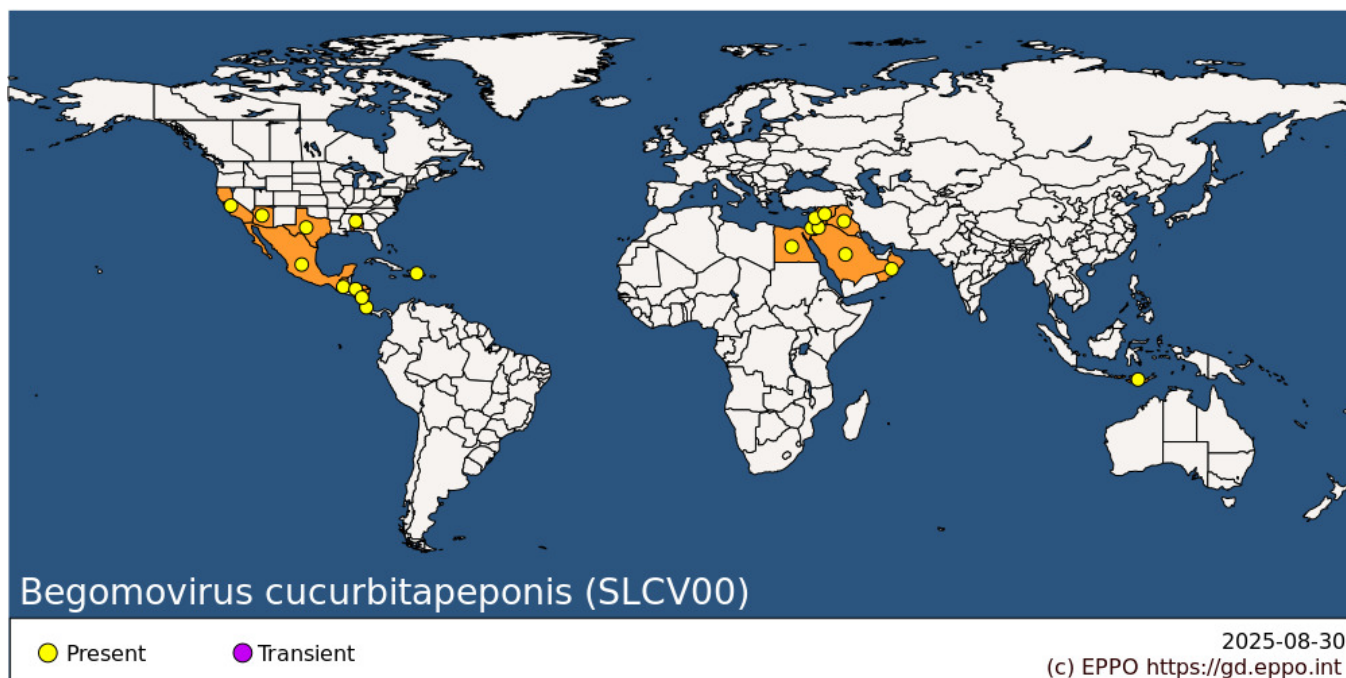 Begomovirus cucurbitapeponis (SLCV00)
Present
Transient
2025-08-30
(c) EPPO https://gd.eppo.int